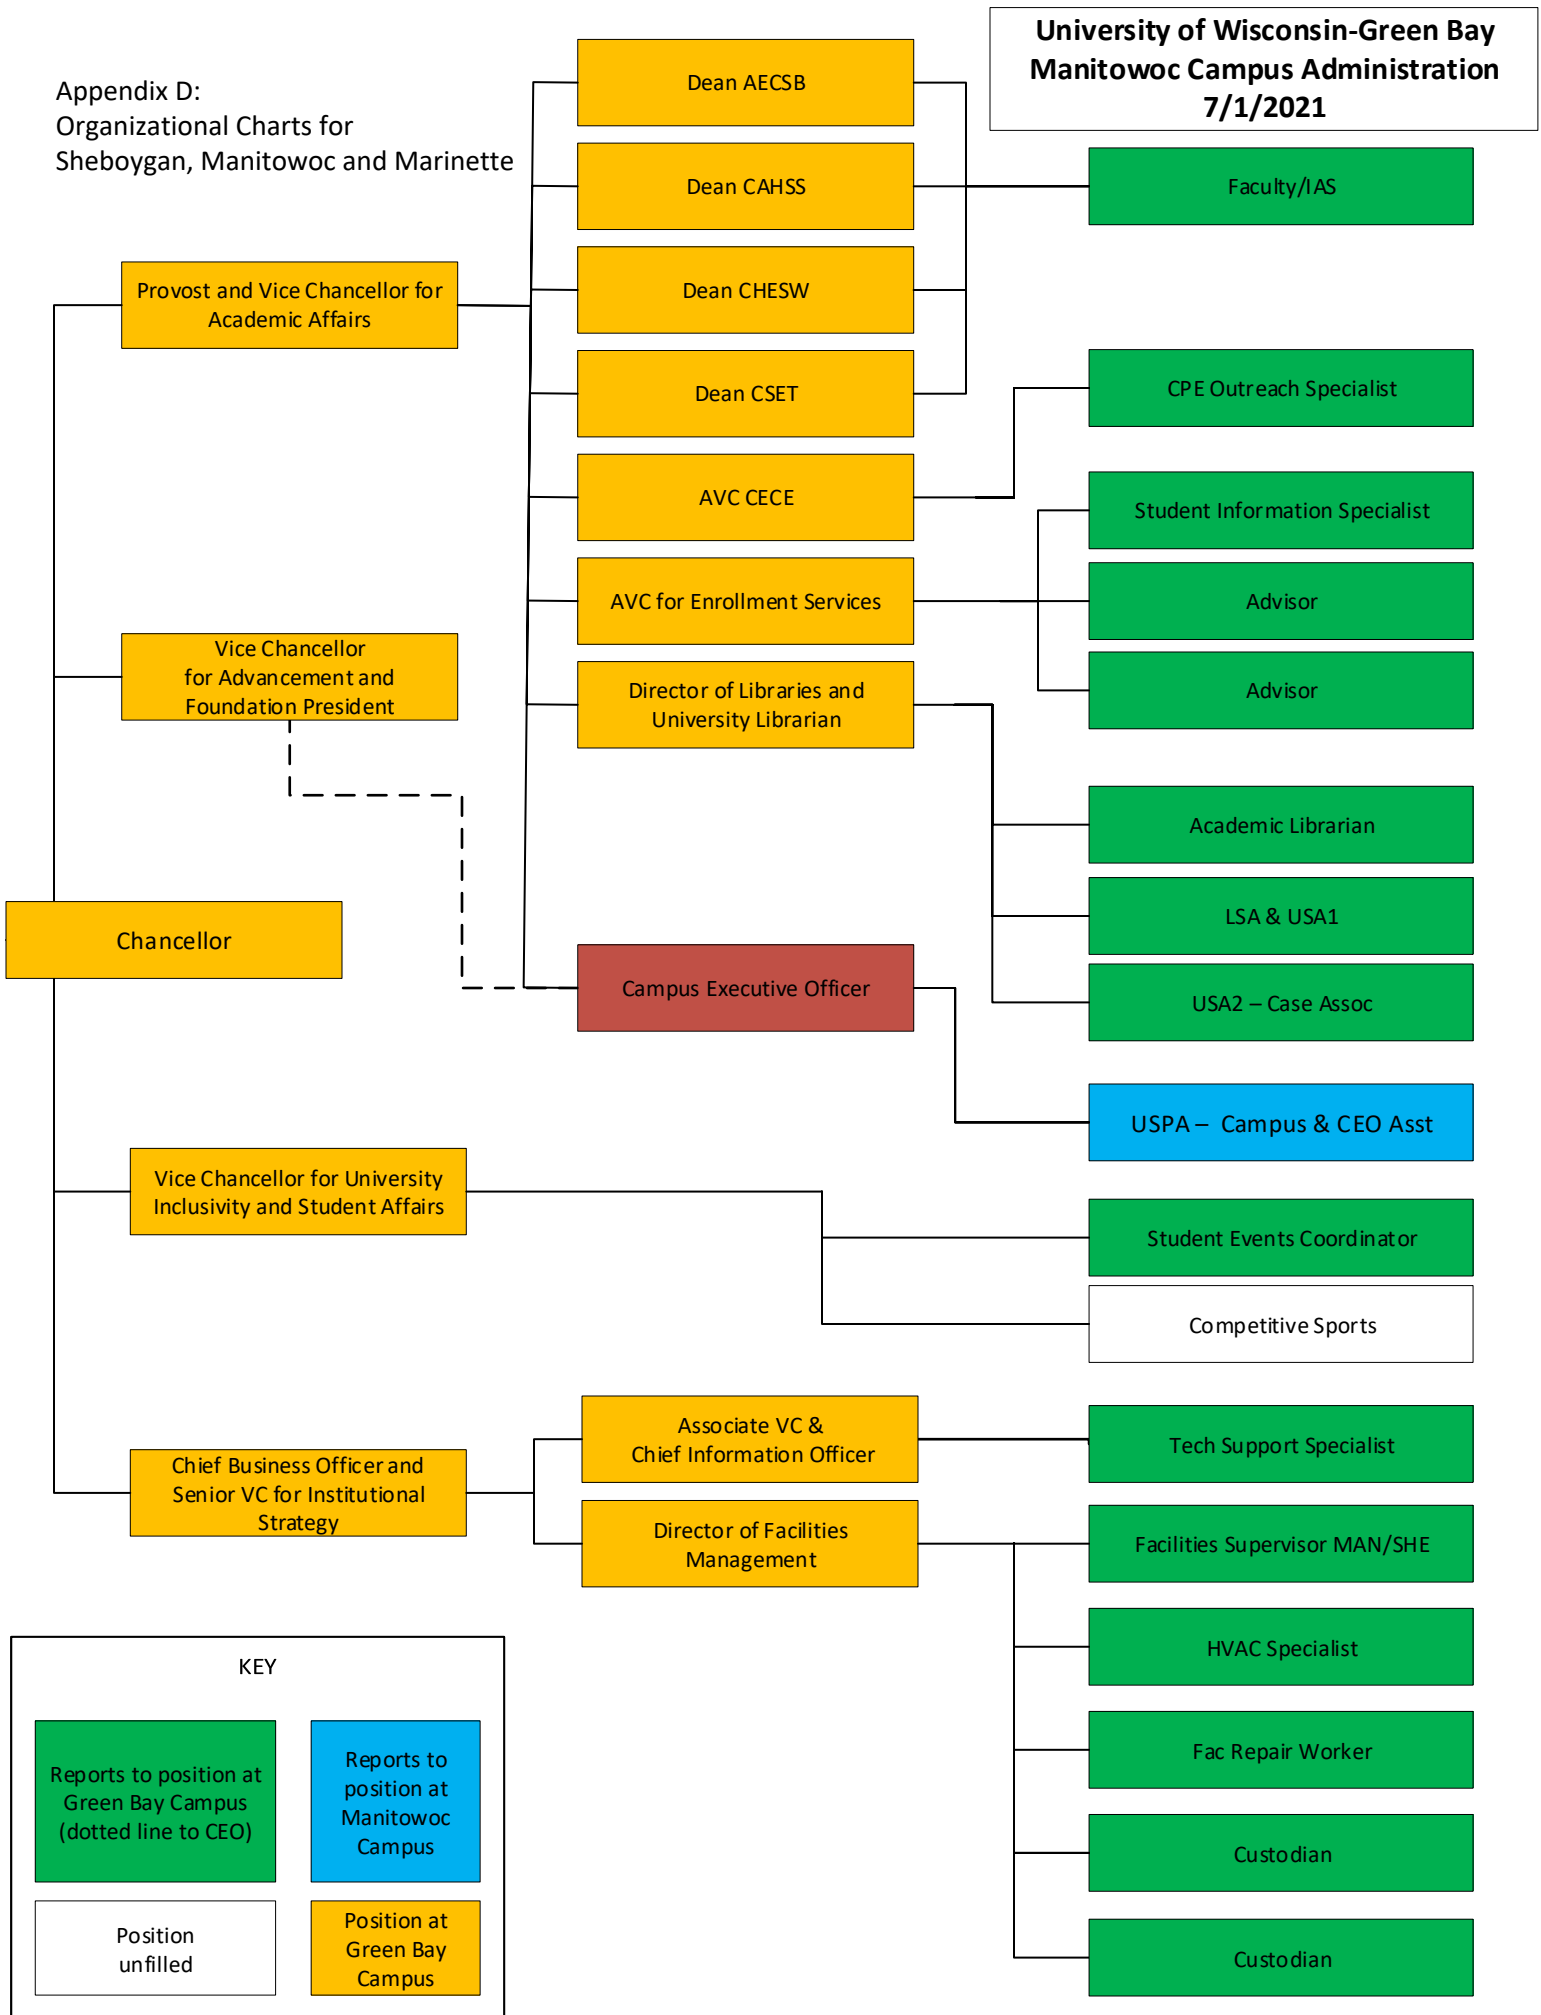 University of Wisconsin-Green Bay
Manitowoc Campus Administration
7/1/2021
Appendix D:
Organizational Charts for
Sheboygan, Manitowoc and Marinette
Dean AECSB
Dean CAHSS
Faculty/IAS
Provost and Vice Chancellor for
Academic Affairs
Dean CHESW
Dean CSET
CPE Outreach Specialist
AVC CECE
Student Information Specialist
AVC for Enrollment Services
Advisor
Vice Chancellor
for Advancement and
Foundation President
Director of Libraries and
University Librarian
Advisor
Academic Librarian
LSA & USA1
Chancellor
Campus Executive Officer
USA2 – Case Assoc
USPA – Campus & CEO Asst
Vice Chancellor for University
Inclusivity and Student Affairs
Student Events Coordinator
Competitive Sports
Associate VC &
Chief Information Officer
Tech Support Specialist
Chief Business Officer and
Senior VC for Institutional
Strategy
Director of Facilities
Management
Facilities Supervisor MAN/SHE
HVAC Specialist
Fac Repair Worker
Custodian
Custodian
KEY
Reports to position at
Green Bay Campus
(dotted line to CEO)
Reports to
position at
Manitowoc
Campus
Position
unfilled
Position at
Green Bay
Campus